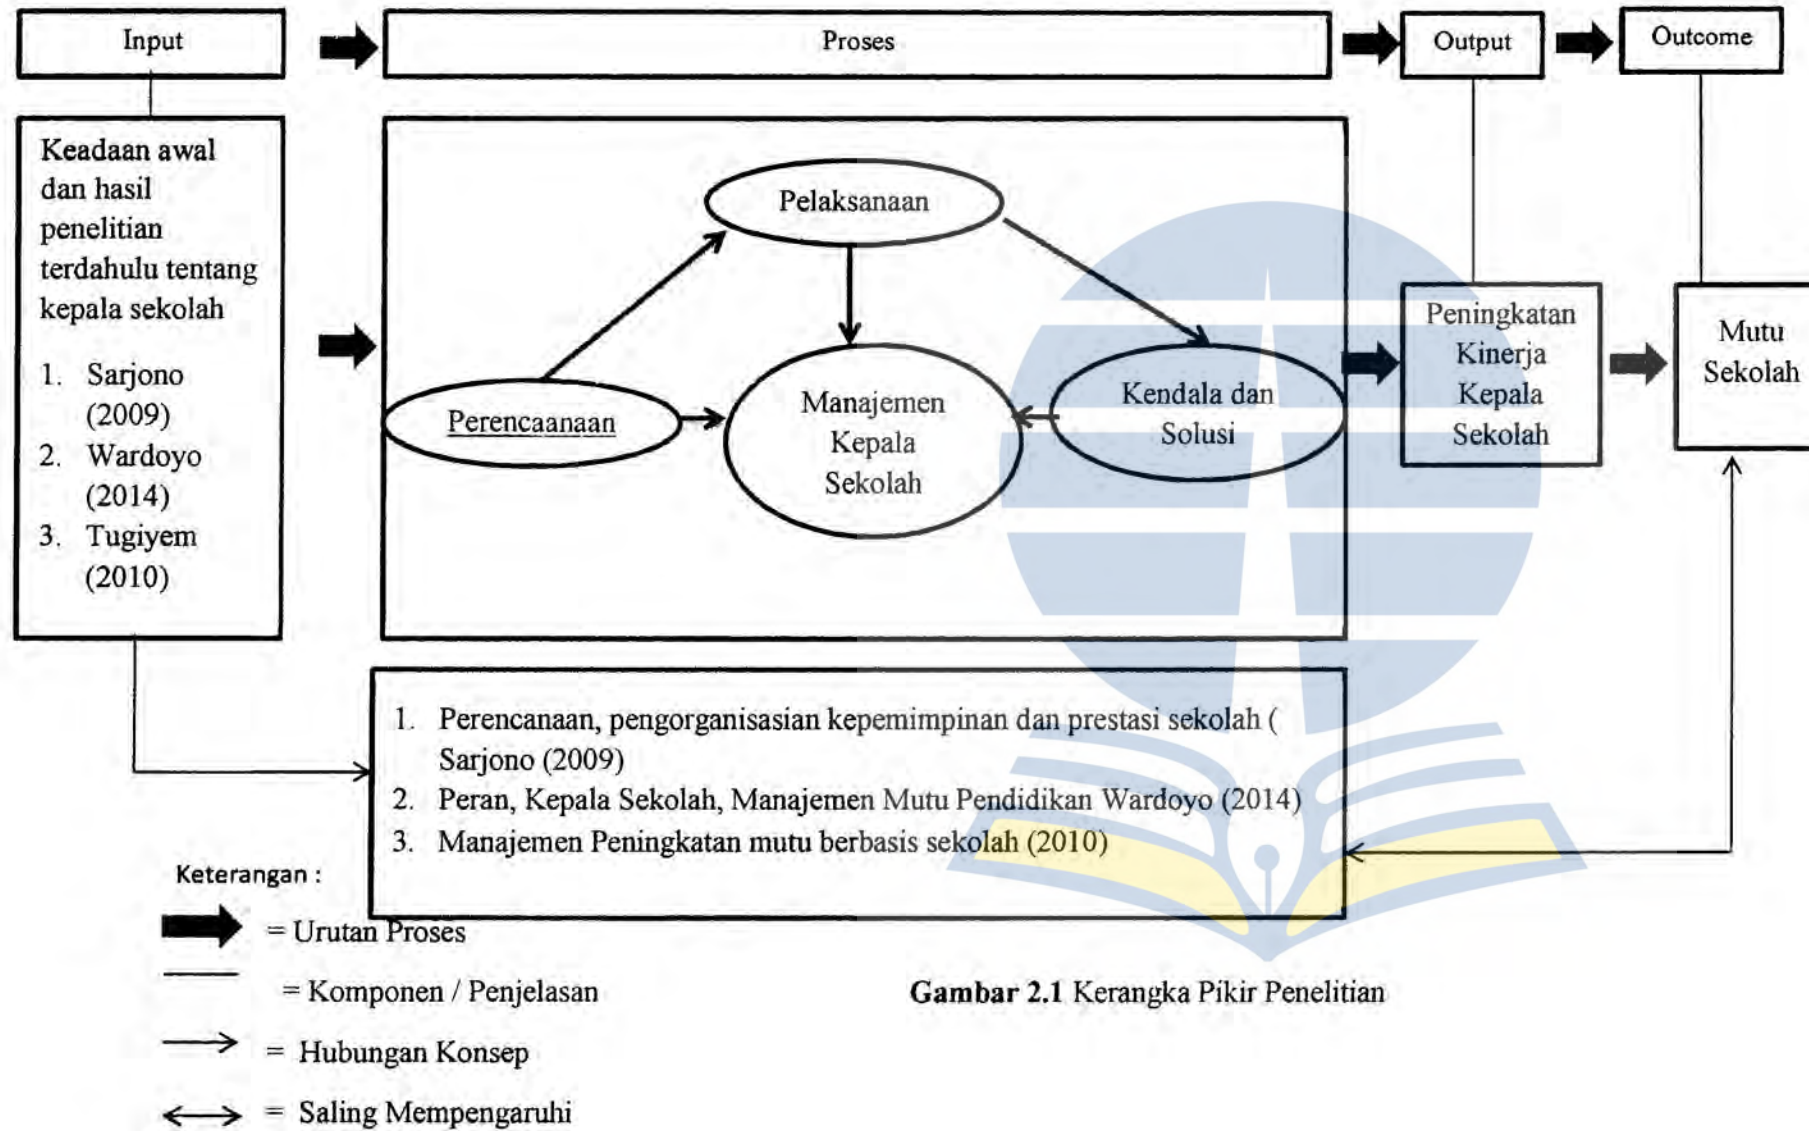 Input
Proses
Output
Outcome
Keadaan awal
dan hasil
penelitian
terdahulu tentang
kepala sekolah
1. Sarjono
(2009)
2. Wardoyo
(2014)
3. Tugiyem
(2010)
Pelaksanaan
Perencaanaan
Manajemen
Kepala
Sekolah
Kendala dan
Solusi
Peningkatan
Kinerja
Kepala
Sekolah
Mutu
Sekolah
1. Perencanaan, pengorganisasian kepemimpinan dan prestasi sekolah (
Sarjono (2009)
2. Peran, Kepala Sekolah, Manajemen Mutu Pendidikan Wardoyo (2014)
3. Manajemen Peningkatan mutu berbasis sekolah (2010)
Keterangan :
= Urutan Proses
= Komponen / Penjelasan
= Hubungan Konsep
= Saling Mempengaruhi
Gambar 2.1 Kerangka Pikir Penelitian